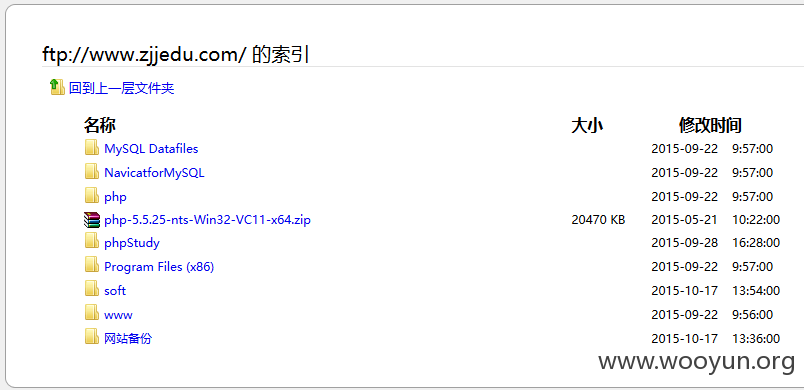 ftp://www.zjjedu.com/ 的索引
回到上一层文件夹
名称 大小 修改时间
MySQL Datafiles 2015-09-22 9:57:00
NavicatforMySQL 2015-09-22 9:57:00
php 2015-09-22 9:57:00
php-5.5.25-nts-Win32-VC11-x64.zip 20470 KB 2015-05-21 10:22:00
phpStudy 2015-09-28 16:28:00
Program Files (x86) 2015-09-22 9:57:00
soft 2015-10-17 13:54:00
www 2015-09-22 9:56:00
网站备份 2015-10-17 13:36:00
www.wooyun.org